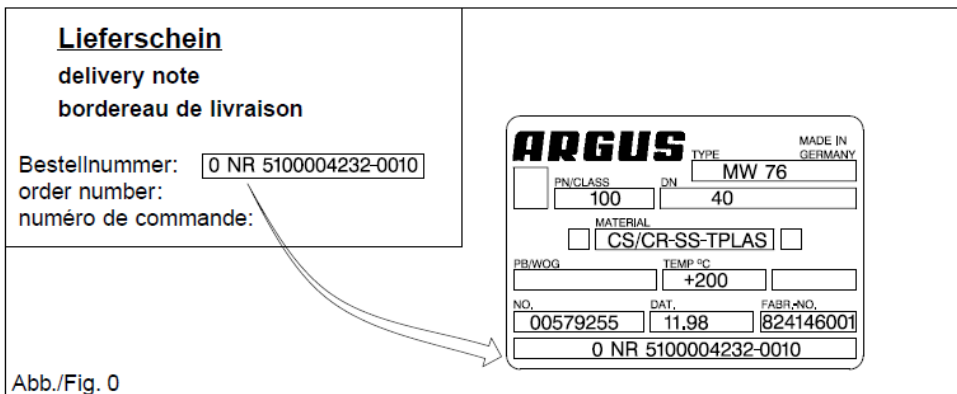 Lieferschein
delivery note
bordereau de livraison
Bestellnummer: 0 NR 5100004232-0010
order number:
numéro de commande:
ARGUS
MADE IN
GERMANY
TYPE
MW 76
PN/CLASS
100
DN
40
MATERIAL
CS/CR-SS-TPLAS
PB/WOG
TEMP ºC
+200
NO.
00579255
DAT.
11.98
FABR.-NO.
824146001
0 NR 5100004232-0010
Abb./Fig. 0